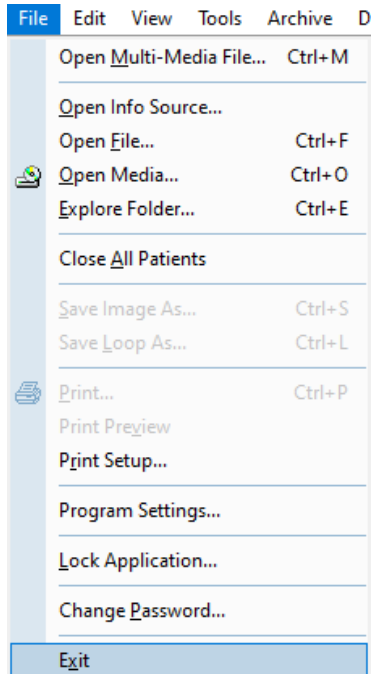 File Edit View Tools Archive D
Open Multi-Media File... Ctrl+M
Open Info Source...
Open File... Ctrl+F
Open Media... Ctrl+O
Explore Folder... Ctrl+E
Close All Patients
Save Image As... Ctrl+S
Save Loop As... Ctrl+L
Print... Ctrl+P
Print Preview
Print Setup...
Program Settings...
Lock Application...
Change Password...
Exit